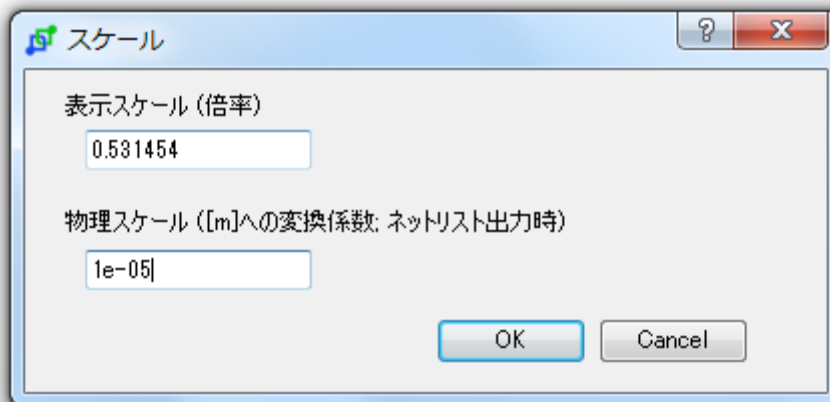 スケール
表示スケール (倍率)
0.531454
物理スケール ([m]への変換係数; ネットリスト出力時)
1e-05
OK Cancel